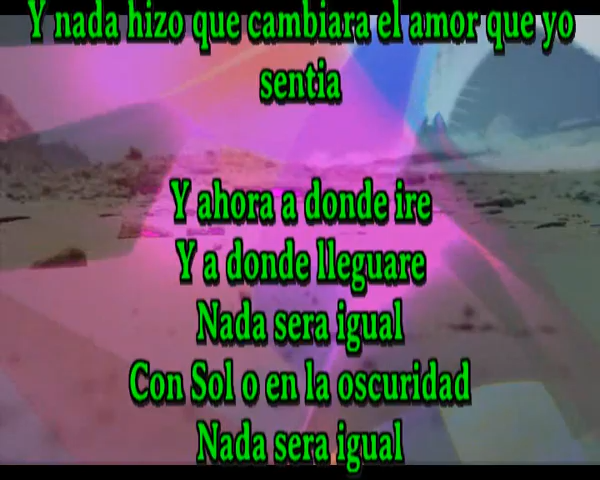 Y nada hizo que cambiara el amor que yo
sentia
Y ahora a donde ire
Y a donde lleguare
Nada sera igual
Con Sol o en la oscuridad
Nada sera igual